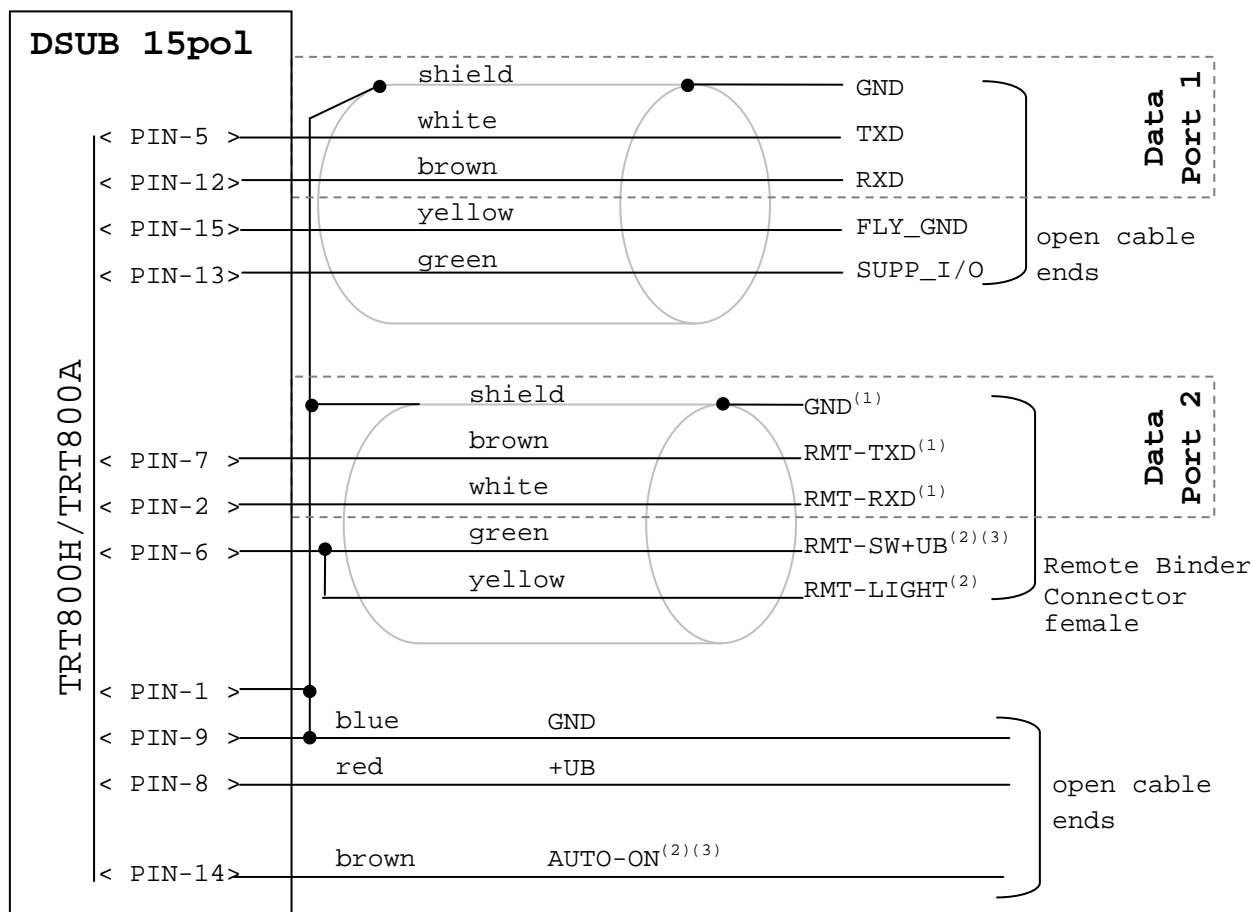 DSUB 15pol
shield GND
< PIN-5 > white TXD
< PIN-12> brown RXD
Data
Port 1
< PIN-15> yellow FLY_GND
< PIN-13> green SUPP_I/O
open cable
ends
TRT800H/TRT800A
shield GND(1)
< PIN-7 > brown RMT-TXD(1)
< PIN-2 > white RMT-RXD(1)
Data
Port 2
< PIN-6 > green RMT-SW+UB(2)(3)
yellow RMT-LIGHT(2)
Remote Binder
Connector
female
< PIN-1 >
< PIN-9 > blue GND
< PIN-8 > red +UB
< PIN-14> brown AUTO-ON(2)(3)
open cable
ends